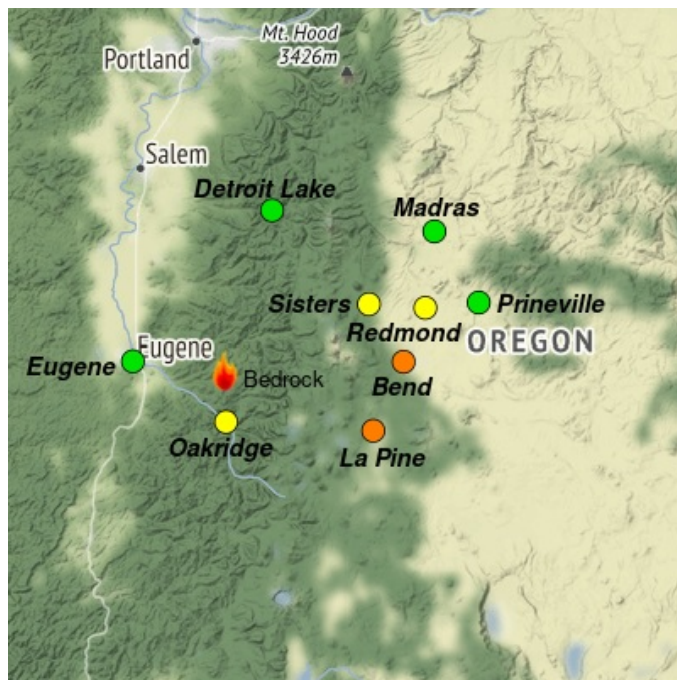 Mt. Hood
3426m
Portland
Salem
Detroit Lake
Madras
Sisters
Prineville
Redmond
OREGON
Eugene
Eugene
Bedrock
Bend
Oakridge
La Pine